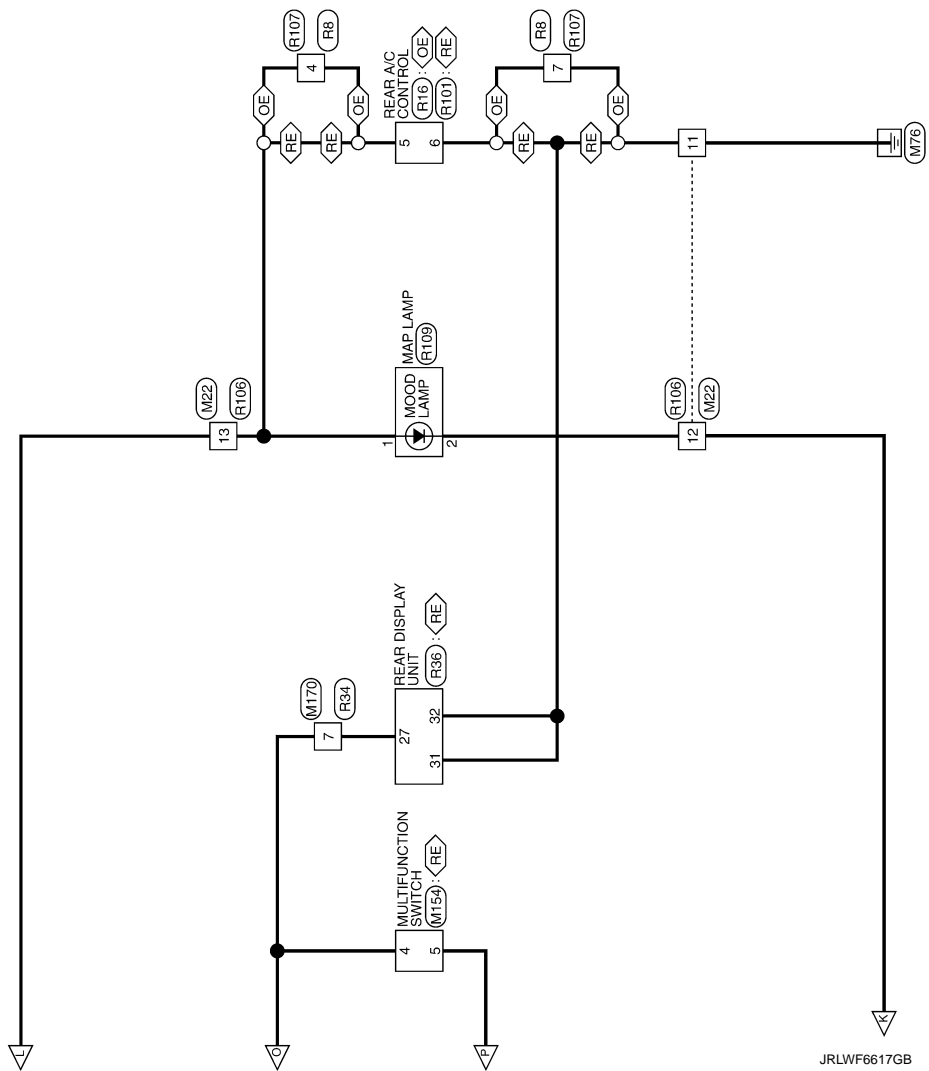 R107
R8
4
OE
OE
RE
RE
REAR A/C
CONTROL
R16 : OE
R101 : RE
5
6
R8
R107
7
OE
OE
RE
RE
11
M76
M22
R106
13
MAP LAMP
R109
MOOD
LAMP
1
2
R106
M22
12
M170
R34
7
REAR DISPLAY
UNIT
R36 : RE
27
31
32
MULTIFUNCTION
SWITCH
M154 : RE
4
5
L
O
P
K
JRLWF6617GB